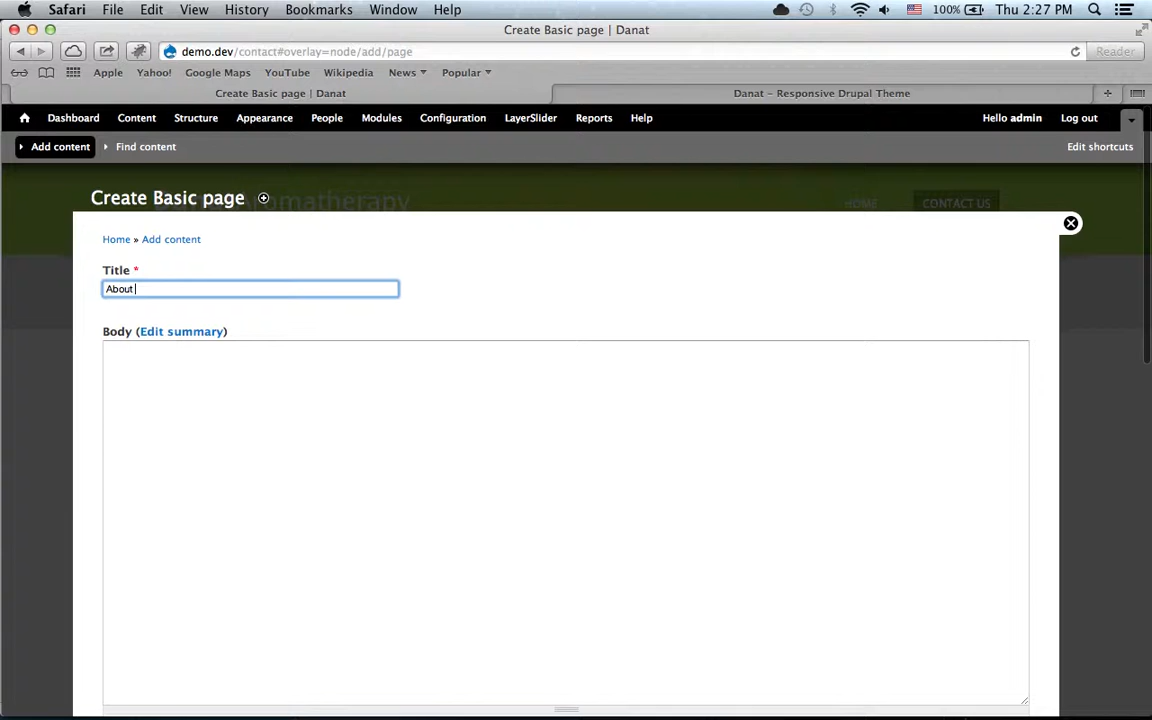 Safari File Edit View History Bookmarks Window Help 100% Thu 2:27 PM
Create Basic page | Danat
demo.dev/contact#overlay=node/add/page Reader
Apple Yahoo! Google Maps YouTube Wikipedia News Popular
Create Basic page | Danat Danat – Responsive Drupal Theme
Dashboard Content Structure Appearance People Modules Configuration LayerSlider Reports Help Hello admin Log out
Add content Find content Edit shortcuts
Create Basic page
Aromatherapy HOME CONTACT US
Home » Add content
Title *
About
Body (Edit summary)